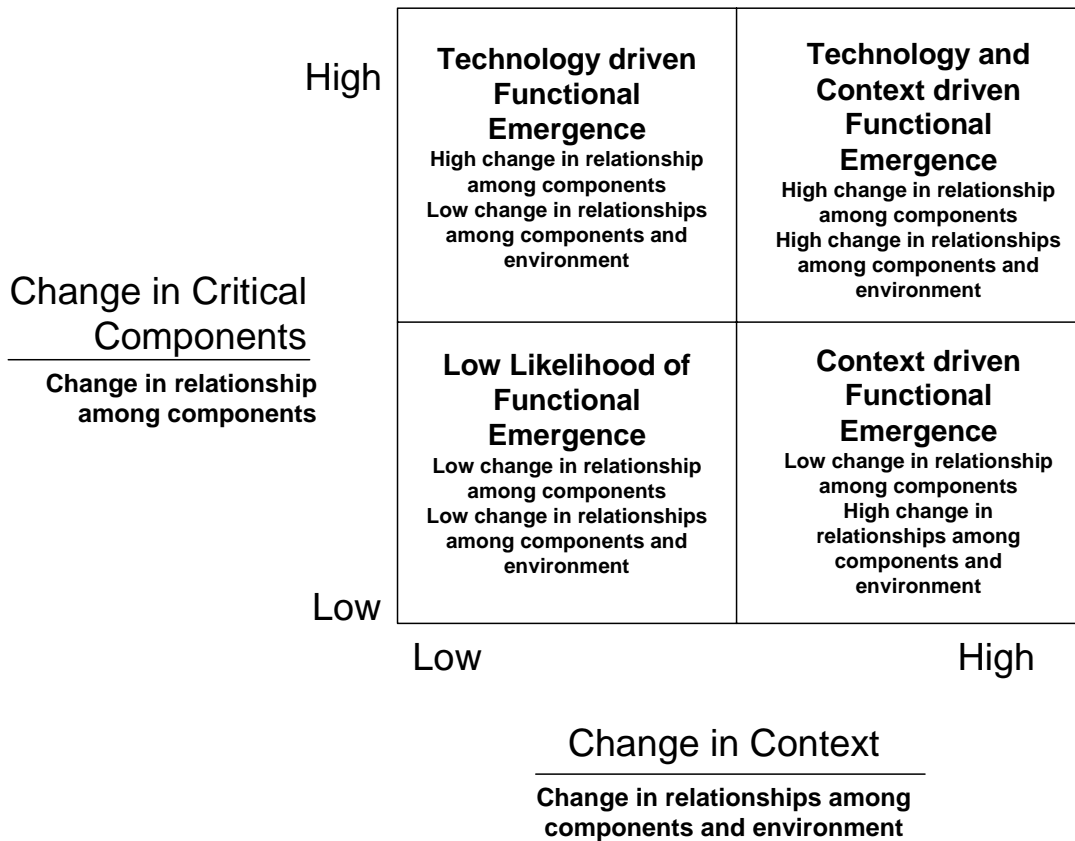 High
Technology driven
Functional
Emergence
High change in relationship
among components
Low change in relationships
among components and
environment
Technology and
Context driven
Functional
Emergence
High change in relationship
among components
High change in relationships
among components and
environment
Change in Critical
Components
Change in relationship
among components
Low Likelihood of
Functional
Emergence
Low change in relationship
among components
Low change in relationships
among components and
environment
Context driven
Functional
Emergence
Low change in relationship
among components
High change in
relationships among
components and
environment
Low
Low
High
Change in Context
Change in relationships among
components and environment